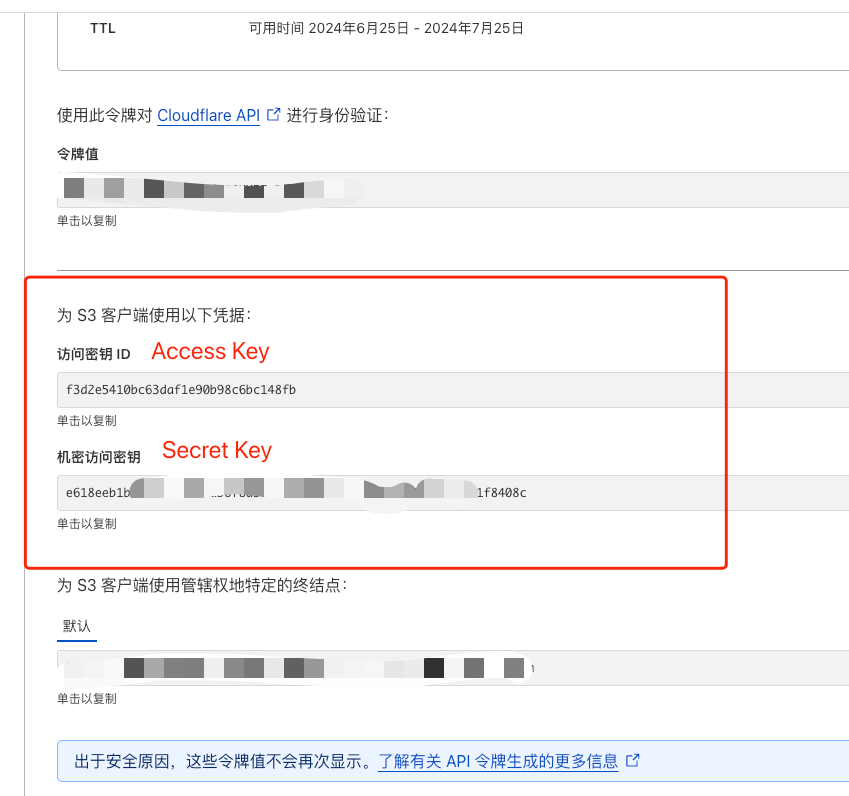 TTL 可用时间 2024年6月25日 - 2024年7月25日
使用此令牌对 Cloudflare API 进行身份验证：
令牌值
单击以复制
为 S3 客户端使用以下凭据：
访问密钥 ID Access Key
f3d2e5410bc63daf1e90b98c6bc148fb
单击以复制
机密访问密钥 Secret Key
e618eeb1b 1f8408c
单击以复制
为 S3 客户端使用管辖权地特定的终结点：
默认
单击以复制
出于安全原因，这些令牌值不会再次显示。了解有关 API 令牌生成的更多信息